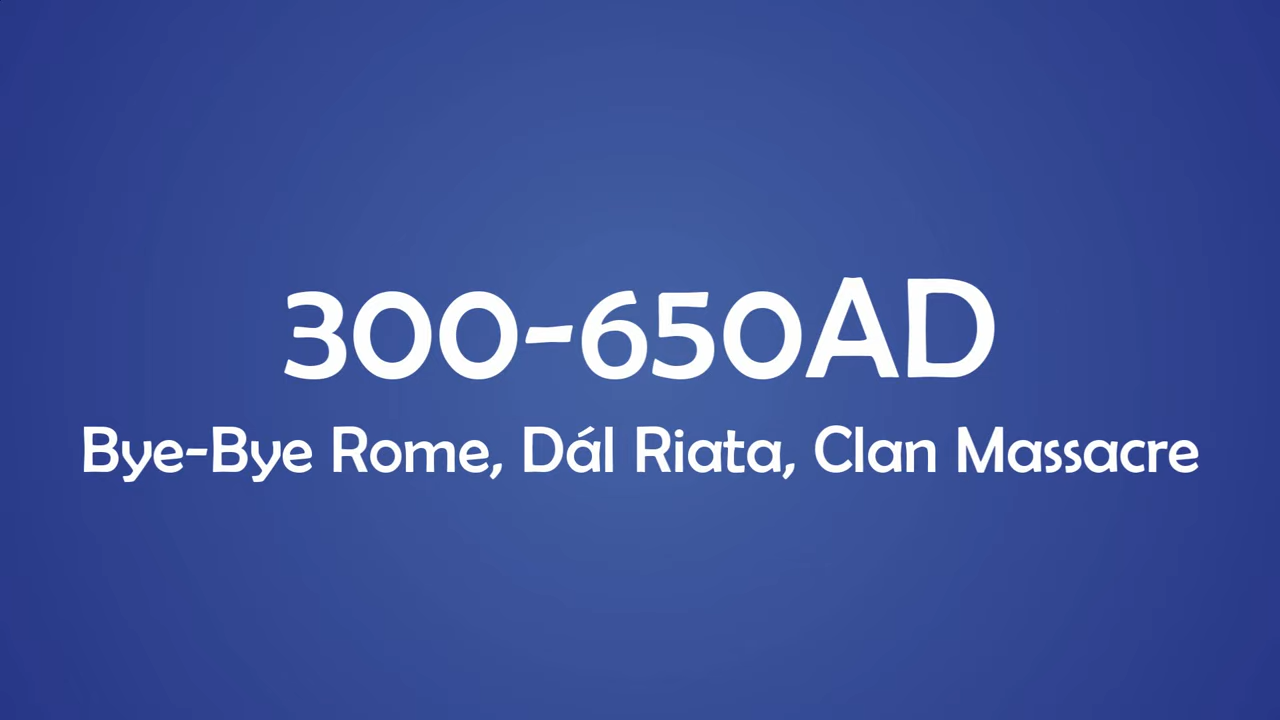 300-650AD
Bye-Bye Rome, Dál Riata, Clan Massacre